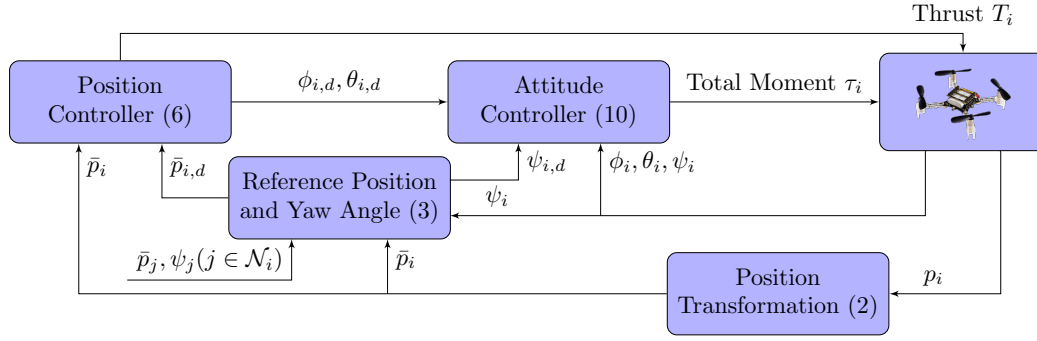 Thrust $T_i$
Position
Controller (6)
$\phi_{i,d}, \theta_{i,d}$
Attitude
Controller (10)
Total Moment $\tau_i$
$\bar{p}_i$
$\bar{p}_{i,d}$
Reference Position
and Yaw Angle (3)
$\psi_{i,d}$
$\psi_i$
$\phi_i, \theta_i, \psi_i$
$\bar{p}_j, \psi_j (j \in \mathcal{N}_i)$
$\bar{p}_i$
Position
Transformation (2)
$p_i$